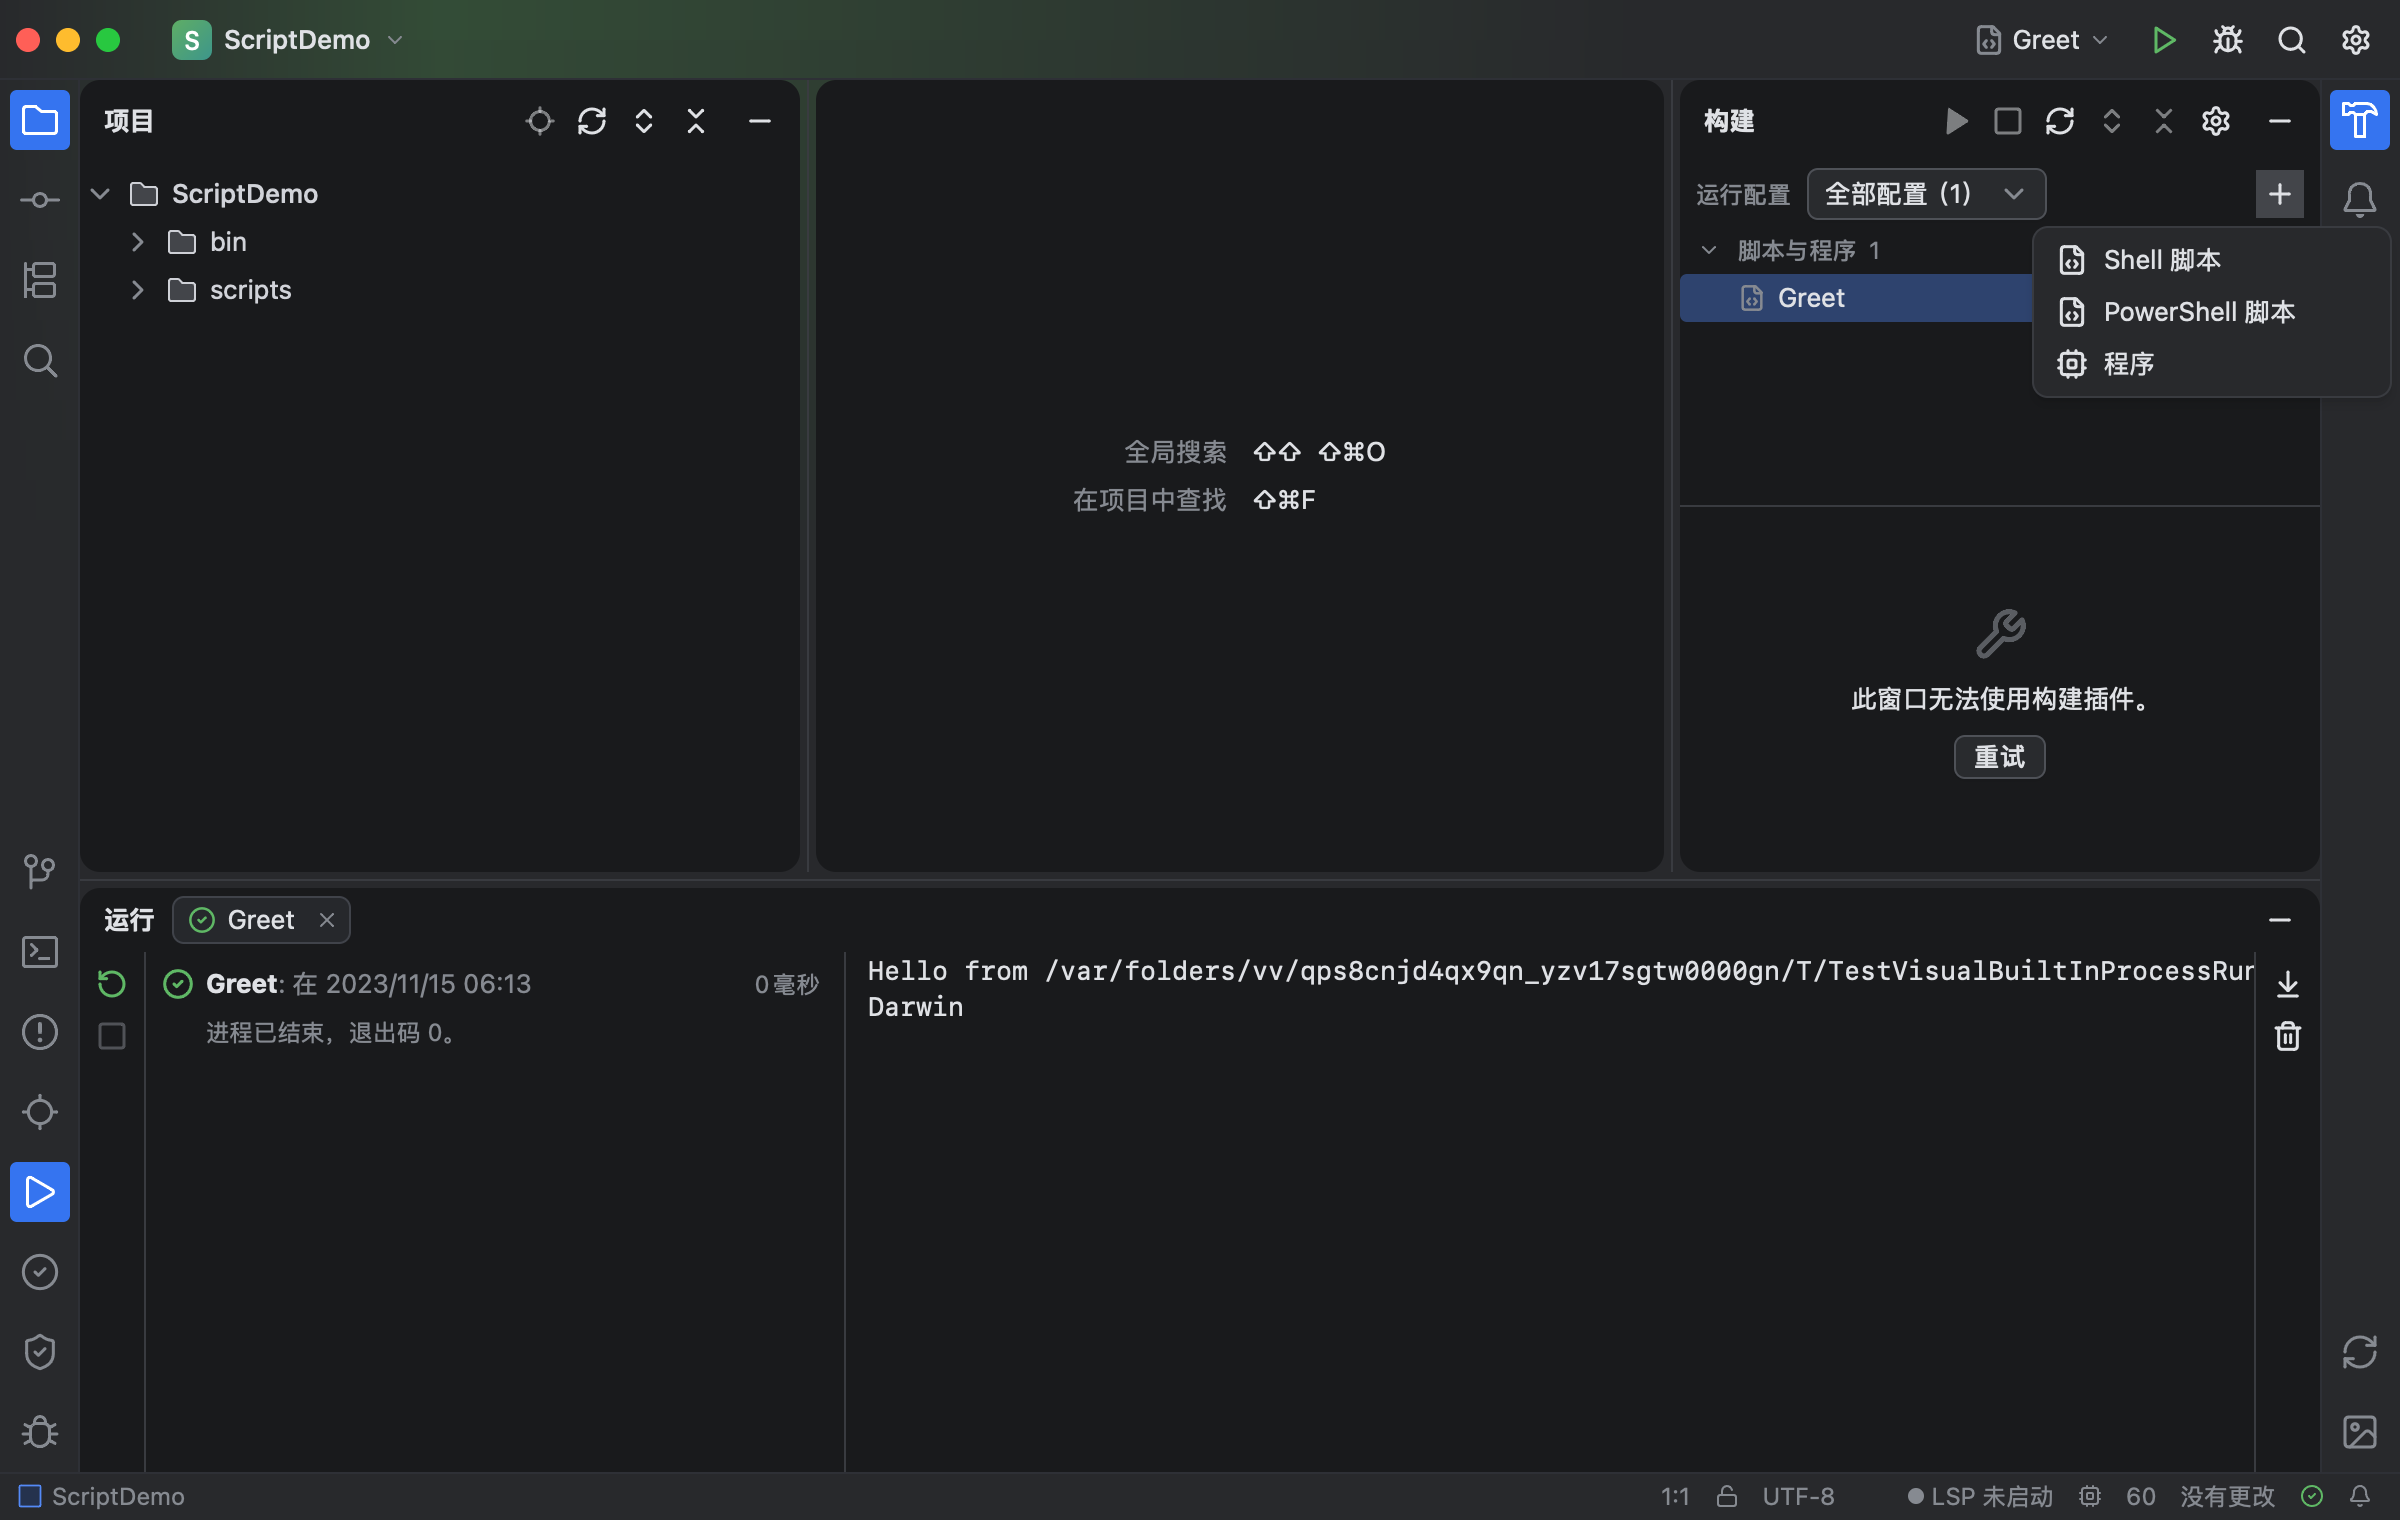 S ScriptDemo
Greet
项目
ScriptDemo
bin
scripts
全局搜索 ⇧⇧ ⇧⌘O
在项目中查找 ⇧⌘F
构建
运行配置 全部配置 (1)
脚本与程序 1
Greet
Shell 脚本
PowerShell 脚本
程序
此窗口无法使用构建插件。
重试
运行 Greet
Greet: 在 2023/11/15 06:13 0 毫秒
进程已结束，退出码 0。
Hello from /var/folders/vv/qps8cnjd4qx9qn_yzv17sgtw0000gn/T/TestVisualBuiltInProcessRun
Darwin
ScriptDemo
1:1 UTF-8 LSP 未启动 60 没有更改